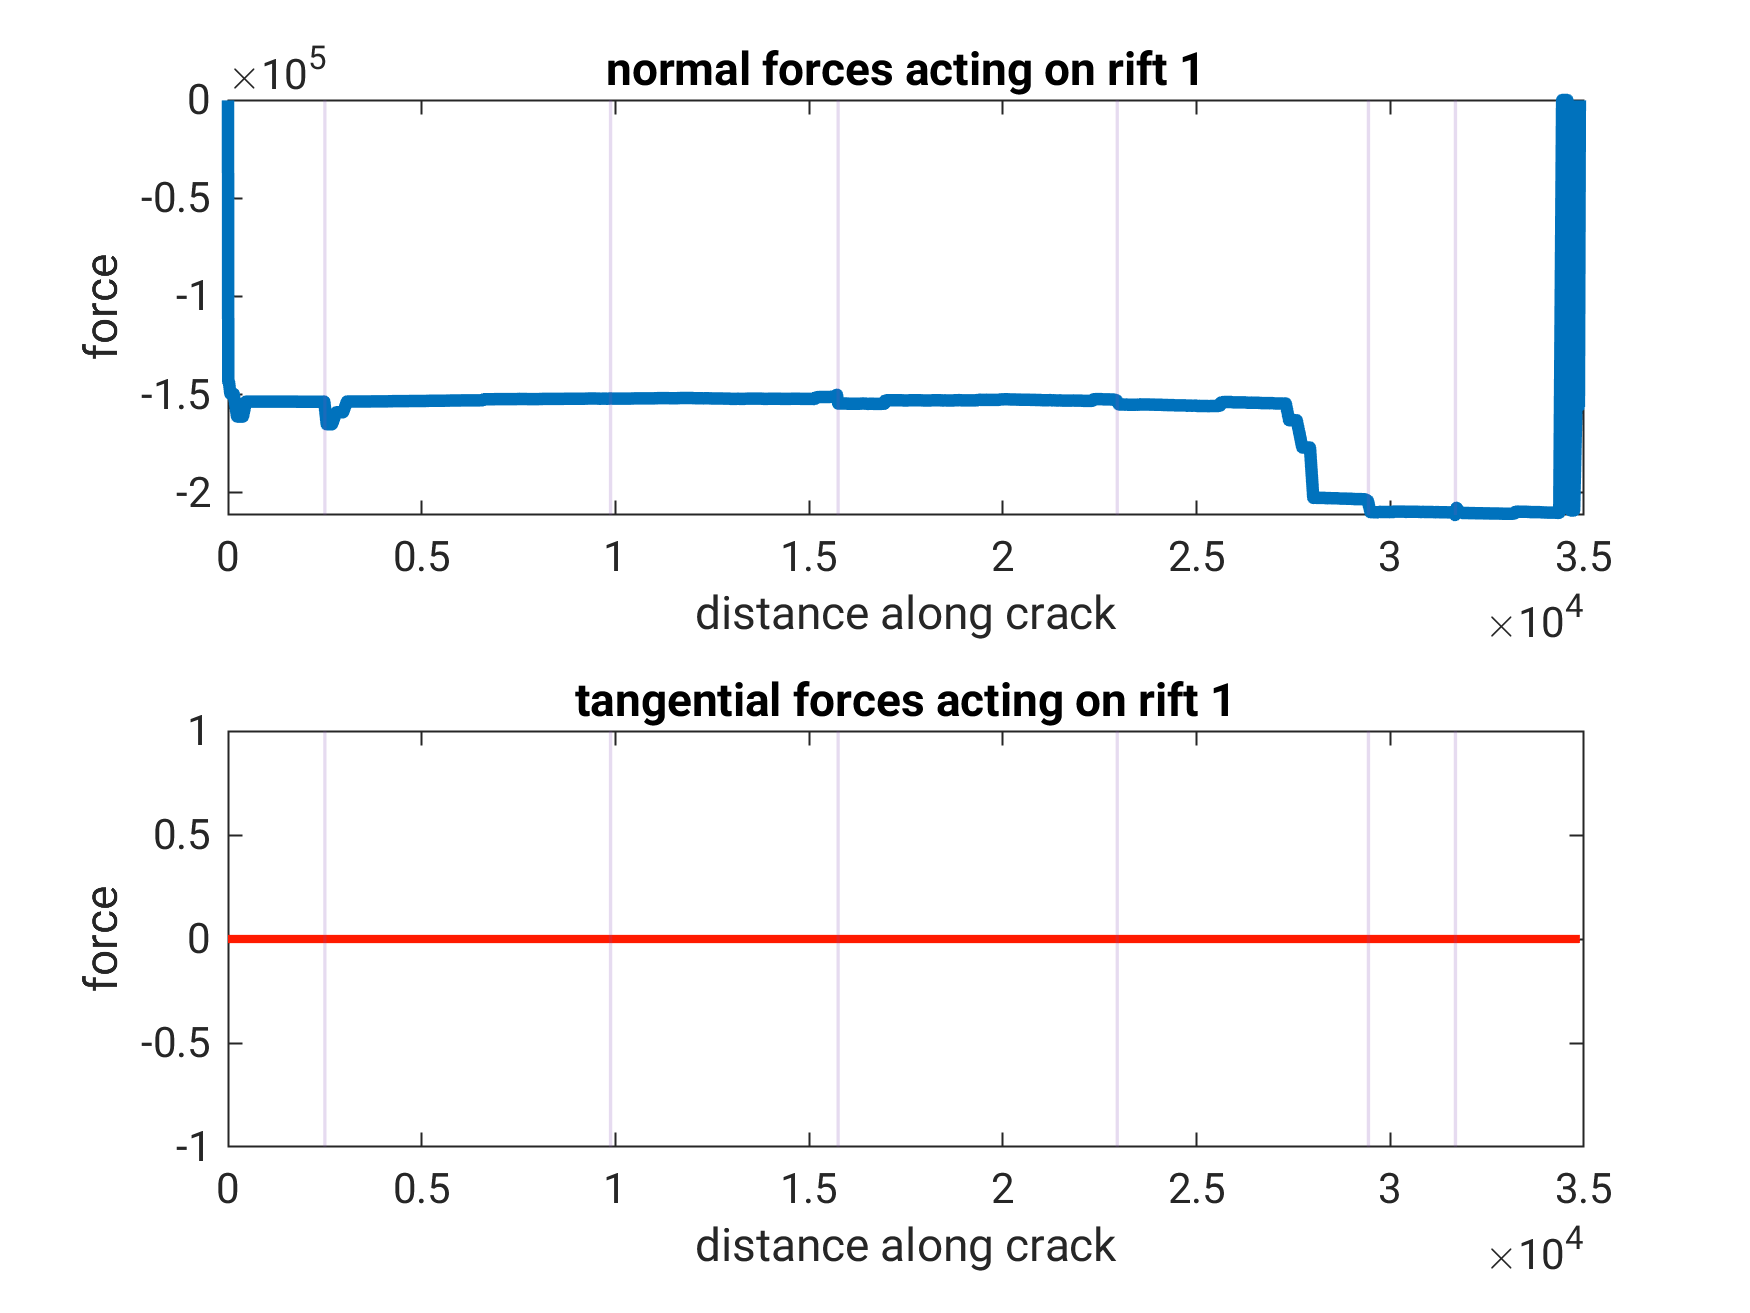 ×10^5
normal forces acting on rift 1
0
-0.5
-1
-1.5
-2
force
0 0.5 1 1.5 2 2.5 3 3.5
distance along crack
×10^4
tangential forces acting on rift 1
1
0.5
0
-0.5
-1
force
0 0.5 1 1.5 2 2.5 3 3.5
distance along crack
×10^4